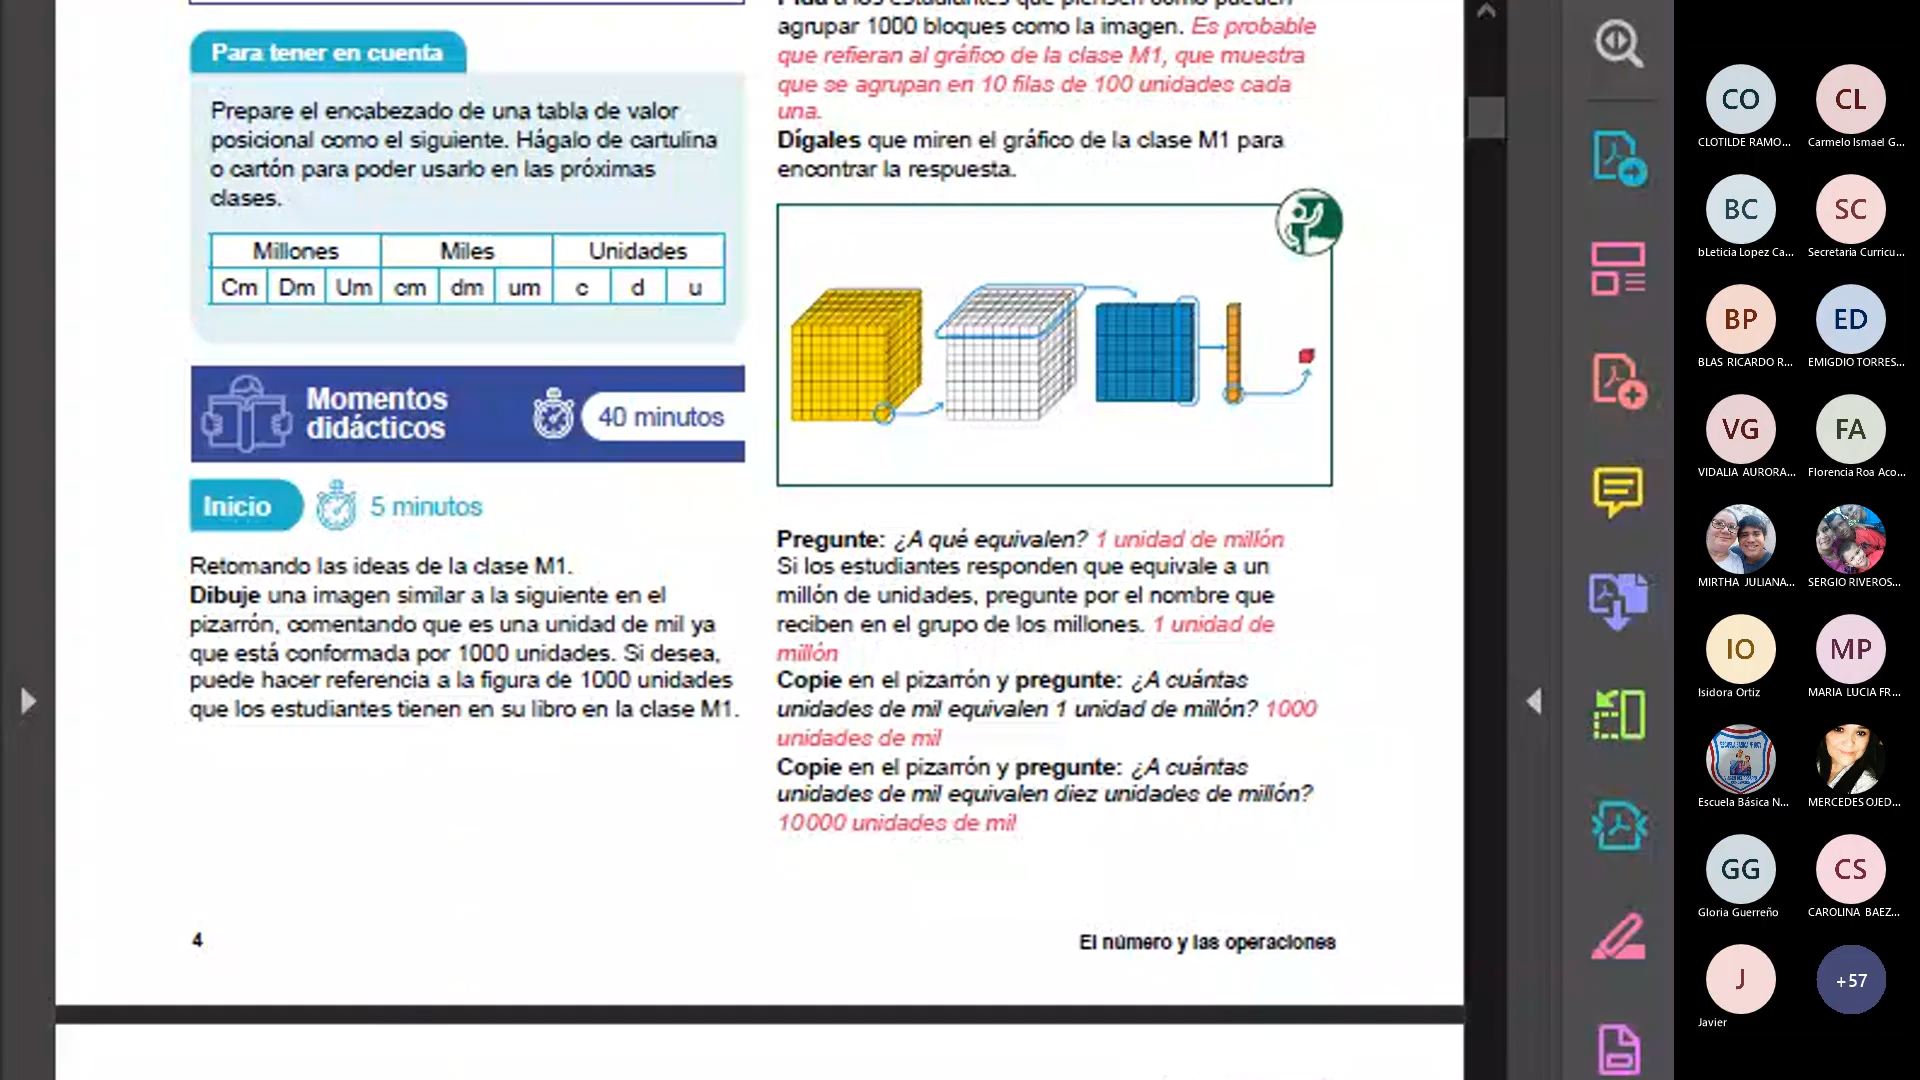 Para tener en cuenta
Prepare el encabezado de una tabla de valor
posicional como el siguiente. Hágalo de cartulina
o cartón para poder usarlo en las próximas
clases.
Millones Miles Unidades
Cm Dm Um cm dm um c d u
Momentos
didácticos
40 minutos
Inicio
5 minutos
Retomando las ideas de la clase M1.
Dibuje una imagen similar a la siguiente en el
pizarrón, comentando que es una unidad de mil ya
que está conformada por 1000 unidades. Si desea,
puede hacer referencia a la figura de 1000 unidades
que los estudiantes tienen en su libro en la clase M1.
agrupar 1000 bloques como la imagen. Es probable
que refieran al gráfico de la clase M1, que muestra
que se agrupan en 10 filas de 100 unidades cada
una.
Dígales que miren el gráfico de la clase M1 para
encontrar la respuesta.
Pregunte: ¿A qué equivalen? 1 unidad de millón
Si los estudiantes responden que equivale a un
millón de unidades, pregunte por el nombre que
reciben en el grupo de los millones. 1 unidad de
millón
Copie en el pizarrón y pregunte: ¿A cuántas
unidades de mil equivalen 1 unidad de millón? 1000
unidades de mil
Copie en el pizarrón y pregunte: ¿A cuántas
unidades de mil equivalen diez unidades de millón?
10000 unidades de mil
4
El número y las operaciones
CO CL
CLOTILDE RAMO... Carmelo Ismael G...
BC SC
bLeticia Lopez Ca... Secretaria Curricu...
BP ED
BLAS RICARDO R... EMIGDIO TORRES...
VG FA
VIDALIA AURORA... Florencia Roa Aco...
MIRTHA JULIANA... SERGIO RIVEROS...
IO MP
Isidora Ortiz MARIA LUCIA FR...
Escuela Básica N... MERCEDES OJED...
GG CS
Gloria Guerreño CAROLINA BAEZ...
J +57
Javier